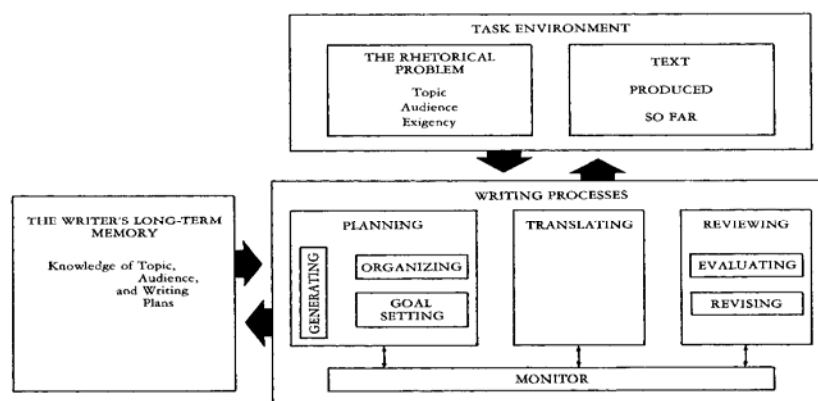 TASK ENVIRONMENT
THE RHETORICAL
PROBLEM
Topic
Audience
Exigency
TEXT
PRODUCED
SO FAR
THE WRITER'S LONG-TERM
MEMORY
Knowledge of Topic,
Audience,
and Writing
Plans
WRITING PROCESSES
PLANNING
GENERATING
ORGANIZING
GOAL
SETTING
TRANSLATING
REVIEWING
EVALUATING
REVISING
MONITOR